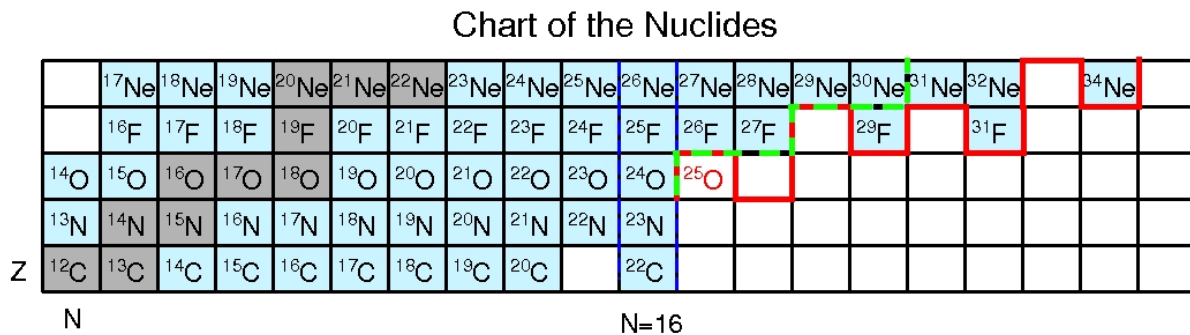 Chart of the Nuclides
¹⁷Ne ¹⁸Ne ¹⁹Ne ²⁰Ne ²¹Ne ²²Ne ²³Ne ²⁴Ne ²⁵Ne ²⁶Ne ²⁷Ne ²⁸Ne ²⁹Ne ³⁰Ne ³¹Ne ³²Ne ³⁴Ne
¹⁶F ¹⁷F ¹⁸F ¹⁹F ²⁰F ²¹F ²²F ²³F ²⁴F ²⁵F ²⁶F ²⁷F ²⁹F ³¹F
¹⁴O ¹⁵O ¹⁶O ¹⁷O ¹⁸O ¹⁹O ²⁰O ²¹O ²²O ²³O ²⁴O ²⁵O
¹³N ¹⁴N ¹⁵N ¹⁶N ¹⁷N ¹⁸N ¹⁹N ²⁰N ²¹N ²²N ²³N
Z ¹²C ¹³C ¹⁴C ¹⁵C ¹⁶C ¹⁷C ¹⁸C ¹⁹C ²⁰C ²²C
N N=16